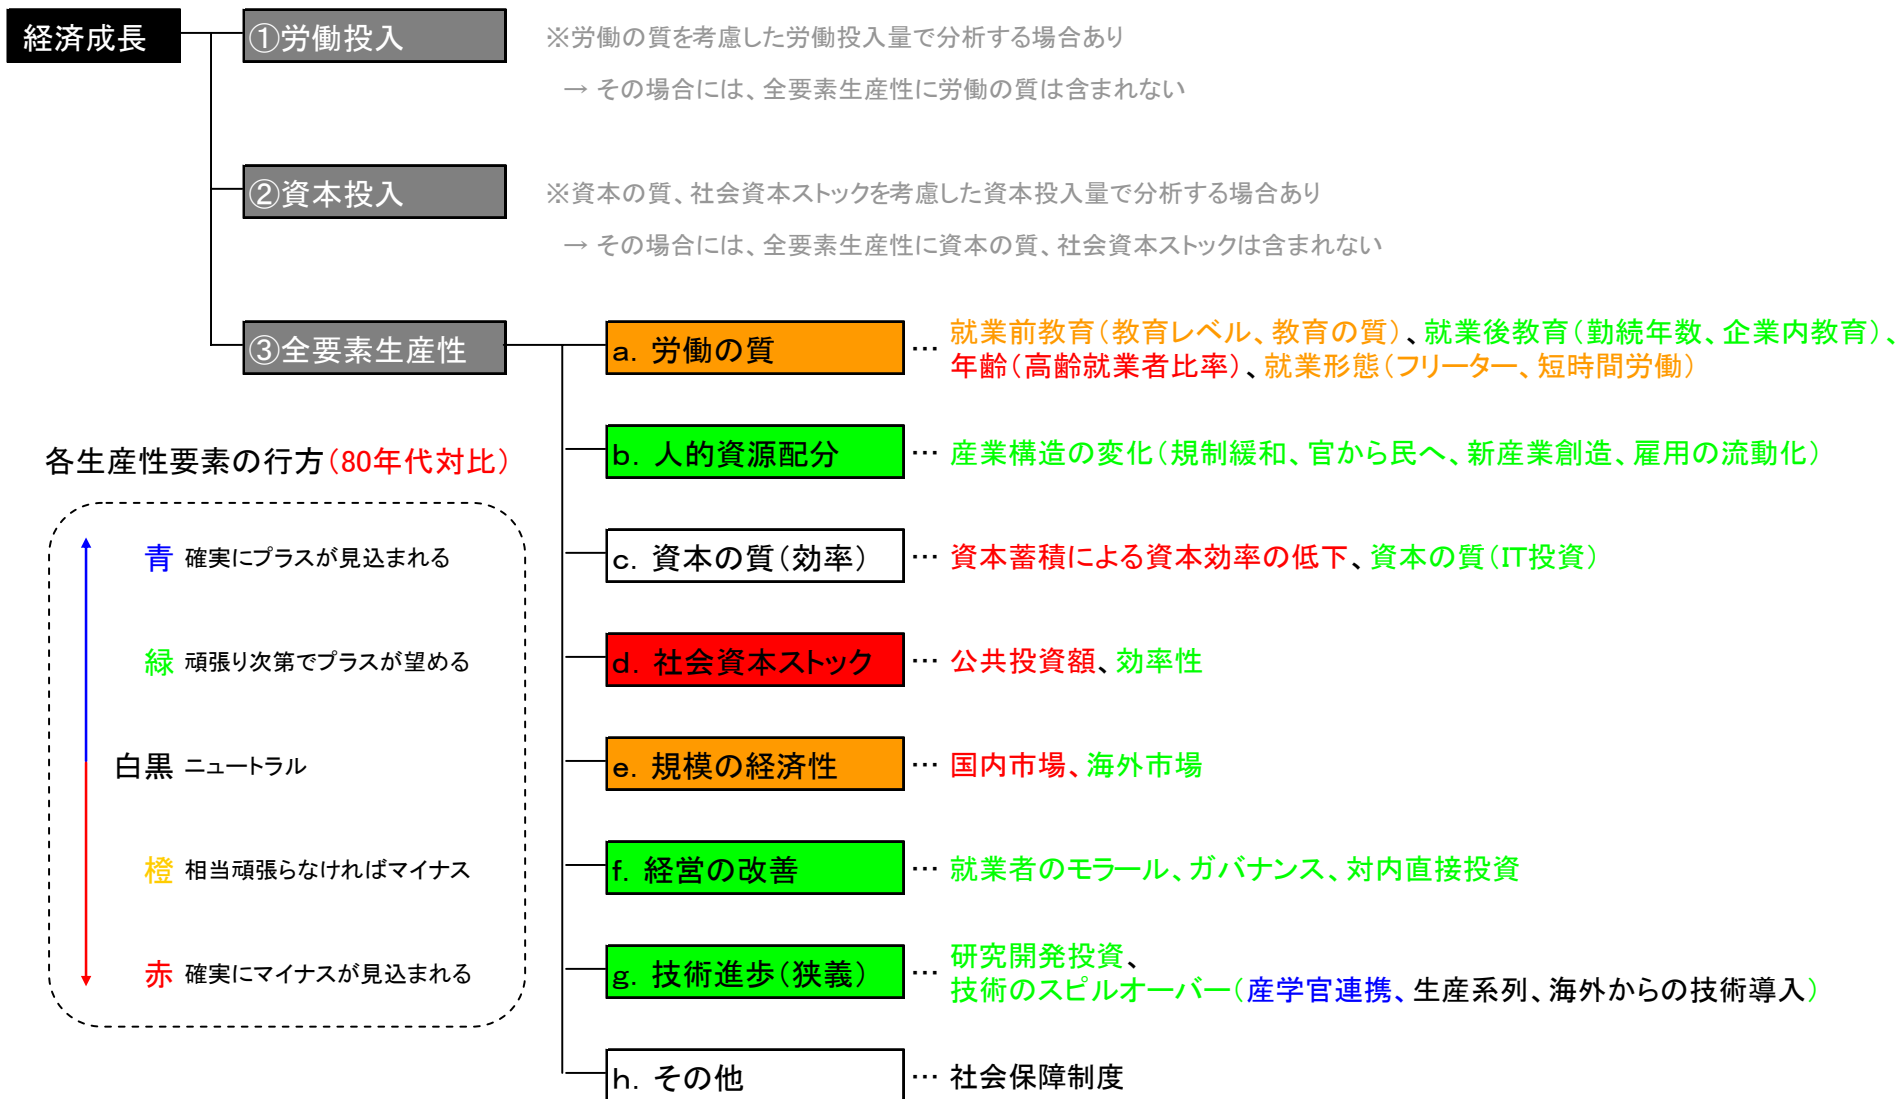 経済成長
①労働投入
※労働の質を考慮した労働投入量で分析する場合あり
→ その場合には、全要素生産性に労働の質は含まれない
②資本投入
※資本の質、社会資本ストックを考慮した資本投入量で分析する場合あり
→ その場合には、全要素生産性に資本の質、社会資本ストックは含まれない
③全要素生産性
a. 労働の質
… 就業前教育(教育レベル、教育の質)、就業後教育(勤続年数、企業内教育)、
年齢(高齢就業者比率)、就業形態(フリーター、短時間労働)
b. 人的資源配分
… 産業構造の変化(規制緩和、官から民へ、新産業創造、雇用の流動化)
c. 資本の質(効率)
… 資本蓄積による資本効率の低下、資本の質(IT投資)
d. 社会資本ストック
… 公共投資額、効率性
e. 規模の経済性
… 国内市場、海外市場
f. 経営の改善
… 就業者のモラール、ガバナンス、対内直接投資
g. 技術進歩(狭義)
… 研究開発投資、
技術のスピルオーバー(産学官連携、生産系列、海外からの技術導入)
h. その他
… 社会保障制度
各生産性要素の行方(80年代対比)
青 確実にプラスが見込まれる
緑 頑張り次第でプラスが望める
白黒 ニュートラル
橙 相当頑張らなければマイナス
赤 確実にマイナスが見込まれる